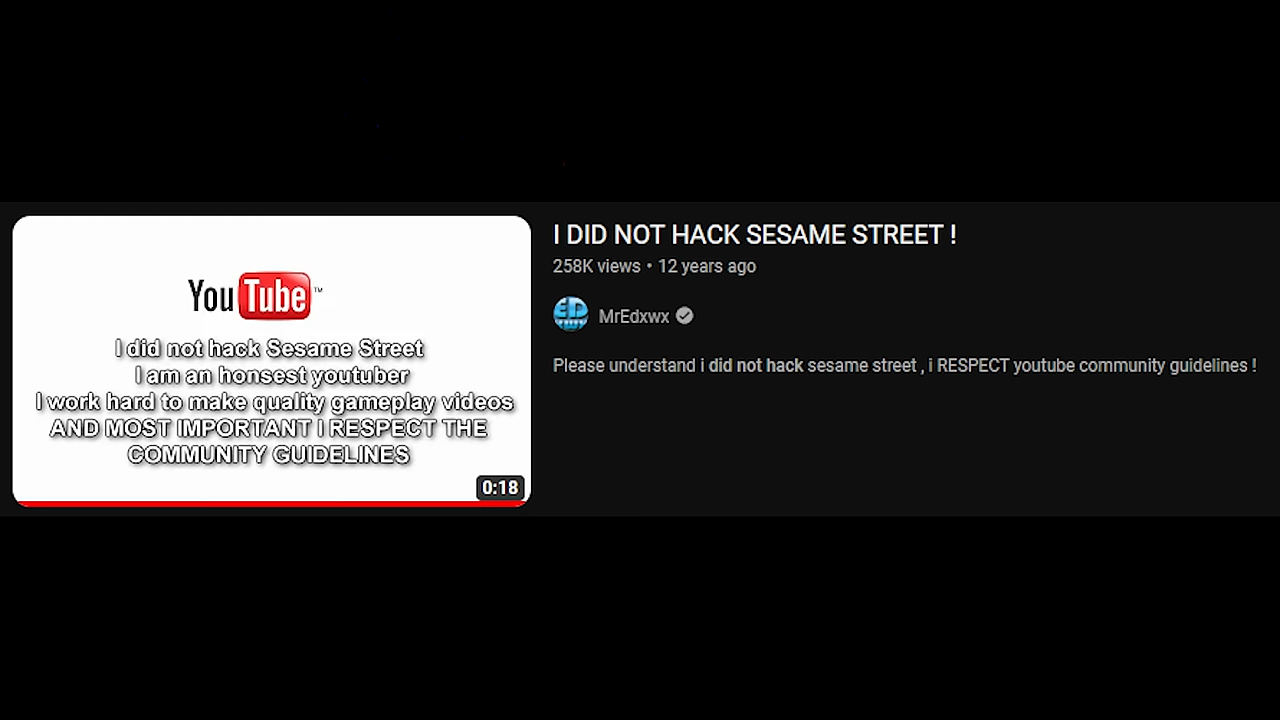 YouTube™
I did not hack Sesame Street
I am an honsest youtuber
I work hard to make quality gameplay videos
AND MOST IMPORTANT I RESPECT THE
COMMUNITY GUIDELINES
0:18
I DID NOT HACK SESAME STREET !
258K views • 12 years ago
ED
MrEdxwx
Please understand i did not hack sesame street , i RESPECT youtube community guidelines !